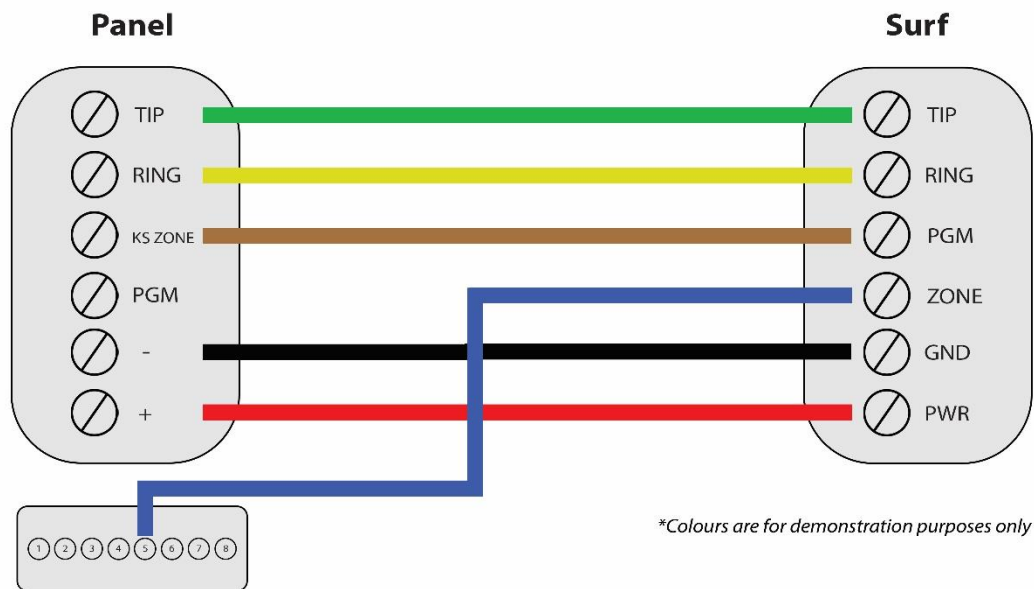 Panel
Surf
TIP
TIP
RING
RING
KS ZONE
PGM
PGM
ZONE
-
GND
+
PWR
*Colours are for demonstration purposes only
1 2 3 4 5 6 7 8